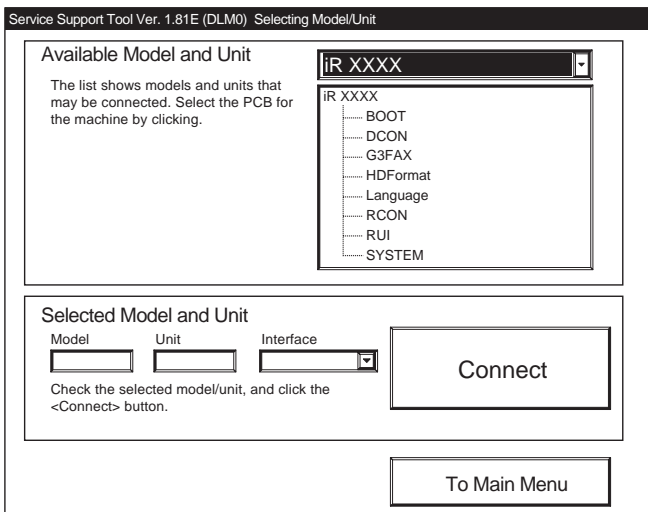 Service Support Tool Ver. 1.81E (DLM0) Selecting Model/Unit
Available Model and Unit
The list shows models and units that
may be connected. Select the PCB for
the machine by clicking.
iR XXXX
iR XXXX
BOOT
DCON
G3FAX
HDFormat
Language
RCON
RUI
SYSTEM
Selected Model and Unit
Model Unit Interface
Check the selected model/unit, and click the
<Connect> button.
Connect
To Main Menu